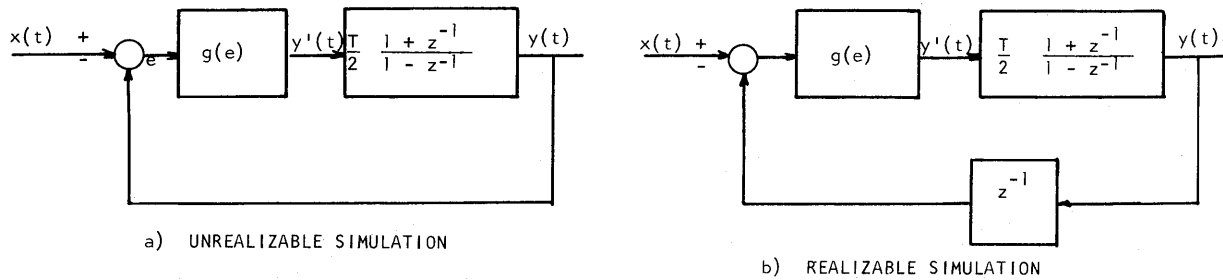 x(t) +
-
e
g(e)
y'(t)
T/2 (1 + z^-1)/(1 - z^-1)
y(t)
a) UNREALIZABLE SIMULATION
x(t) +
-
g(e)
y'(t)
T/2 (1 + z^-1)/(1 - z^-1)
y(t)
z^-1
b) REALIZABLE SIMULATION